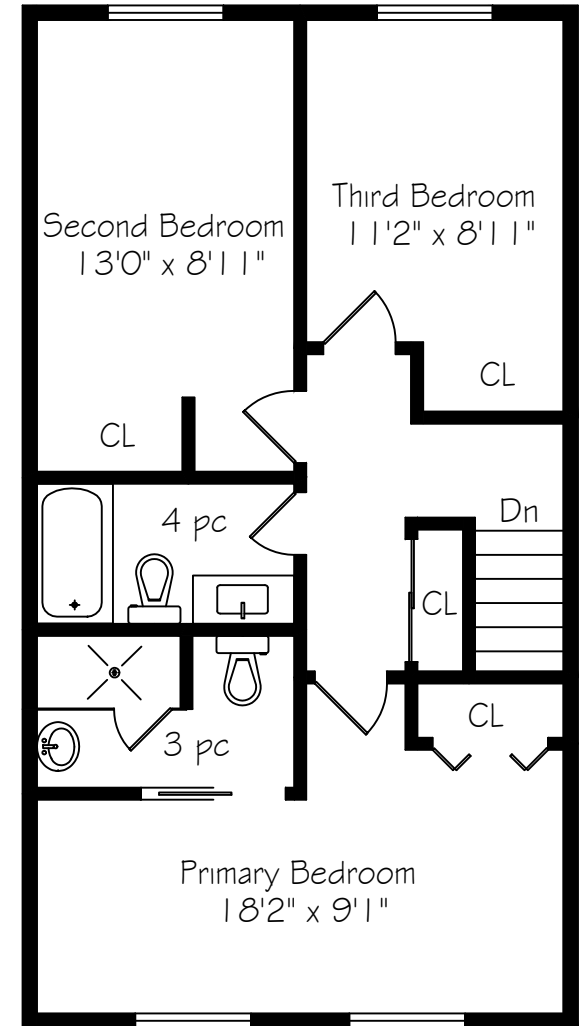 Third Bedroom
11'2" x 8'11"
Second Bedroom
13'0" x 8'11"
CL
CL
4 pc
Dn
CL
CL
3 pc
Primary Bedroom
18'2" x 9'1"